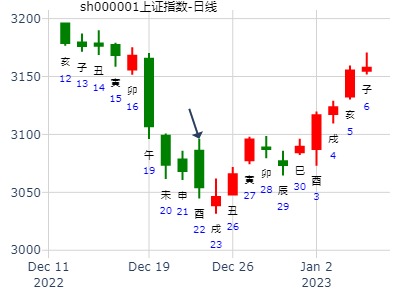 sh000001上证指数-日线
3200
3150
3100
3050
3000
亥
12
子
13
丑
14
寅
15
卯
16
午
19
未
20
申
21
酉
22
戌
23
丑
26
寅
27
卯
28
辰
29
巳
30
酉
3
戌
4
亥
5
子
6
Dec 11
2022
Dec 19
Dec 26
Jan 2
2023